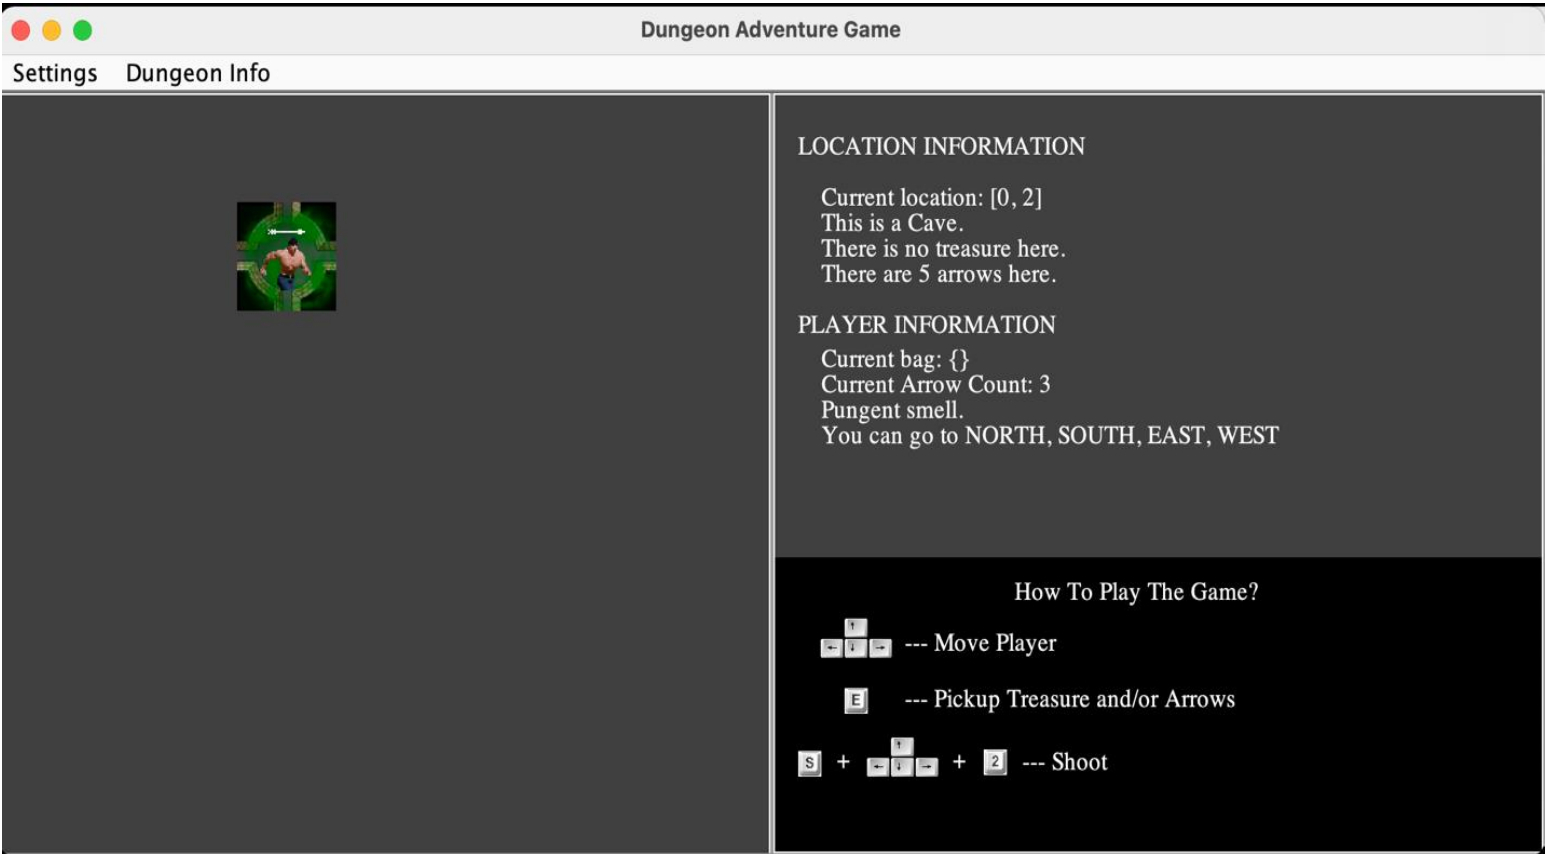 Dungeon Adventure Game
Settings Dungeon Info
LOCATION INFORMATION
Current location: [0, 2]
This is a Cave.
There is no treasure here.
There are 5 arrows here.
PLAYER INFORMATION
Current bag: {}
Current Arrow Count: 3
Pungent smell.
You can go to NORTH, SOUTH, EAST, WEST
How To Play The Game?
↑
← ↓ → --- Move Player
E --- Pickup Treasure and/or Arrows
↑
S + ← ↓ → + 2 --- Shoot